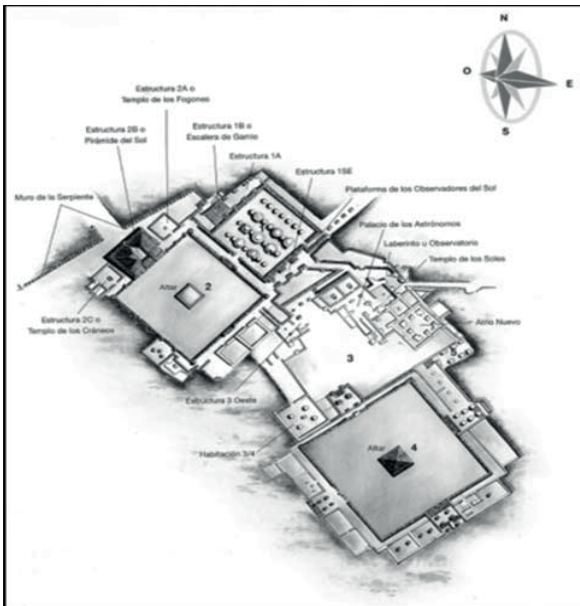 N
O
E
S
Estructura 2A o
Templo de los Fogones
Estructura 2B o
Pirámide del Sol
Estructura 1B o
Escalera de Gamio
Estructura 1A
Estructura 1SE
Muro de la Serpiente
Plataforma de los Observadores del Sol
Palacio de los Astrónomos
Laberinto u Observatorio
Templo de los Soles
Altar
2
Estructura 2C o
Templo de los Cráneos
Atrio Nuevo
3
5
Estructura 3 Oeste
Habitación 3/4
Altar
4